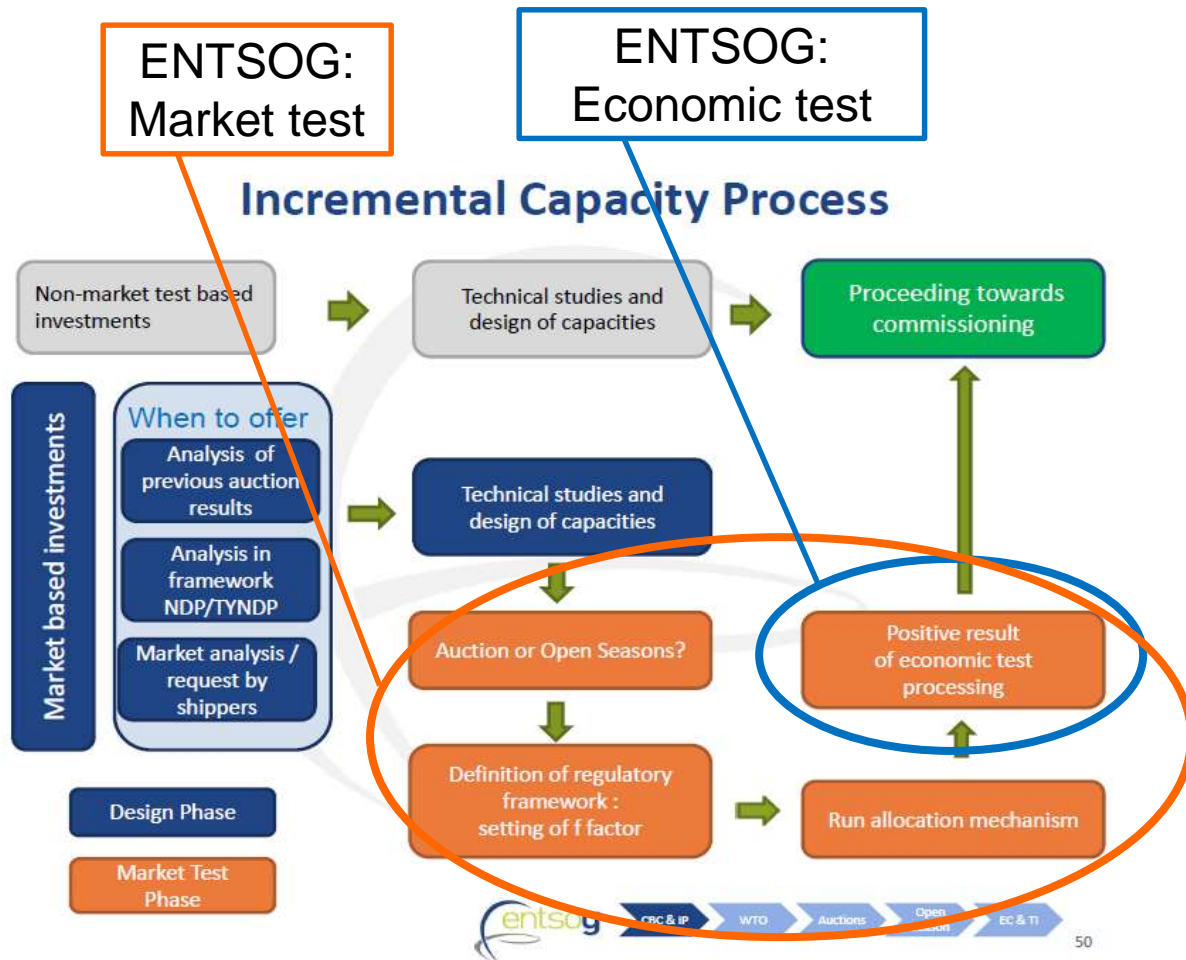 ENTSOG:
Market test
ENTSOG:
Economic test
Incremental Capacity Process
Non-market test based
investments
Technical studies and
design of capacities
Proceeding towards
commissioning
Market based investments
When to offer
Analysis of
previous auction
results
Analysis in
framework
NDP/TYNDP
Market analysis /
request by
shippers
Technical studies and
design of capacities
Auction or Open Seasons?
Positive result
of economic test
processing
Definition of regulatory
framework :
setting of f factor
Run allocation mechanism
Design Phase
Market Test
Phase
entsog
CBC & IP
WTO
Auctions
Open
EC & TI
50